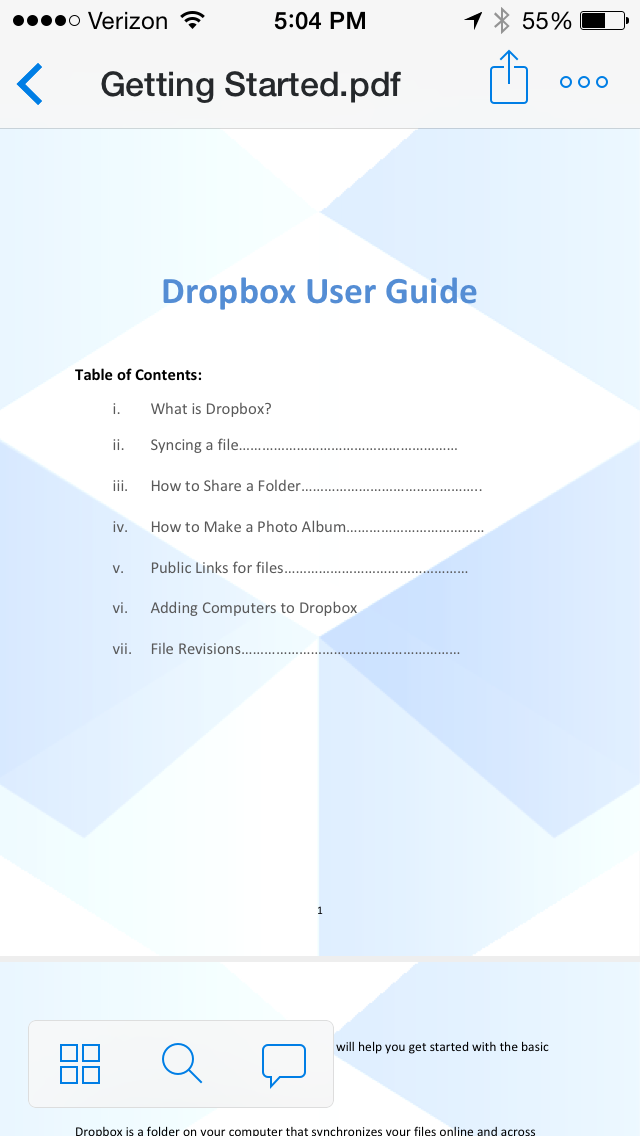 Verizon 5:04 PM 55%
Getting Started.pdf
Dropbox User Guide
Table of Contents:
i. What is Dropbox?
ii. Syncing a file……………………………………………….
iii. How to Share a Folder………………………………………..
iv. How to Make a Photo Album………………………………
v. Public Links for files…………………………………………
vi. Adding Computers to Dropbox
vii. File Revisions…………………………………………………
1
will help you get started with the basic
Dropbox is a folder on your computer that synchronizes your files online and across